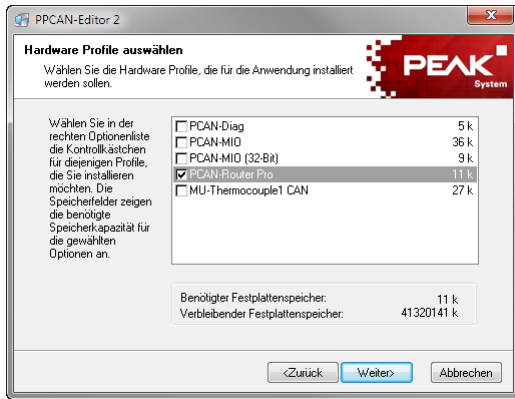 PPCAN-Editor 2
Hardware Profile auswählen
Wählen Sie die Hardware Profile, die für die Anwendung installiert
werden sollen.
PEAK
System
Wählen Sie in der
rechten Optionenliste
die Kontrollkästchen
für diejenigen Profile,
die Sie installieren
möchten. Die
Speicherfelder zeigen
die benötigte
Speicherkapazität für
die gewählten
Optionen an.
PCAN-Diag 5 k
PCAN-MIO 36 k
PCAN-MIO (32-Bit) 9 k
PCAN-Router Pro 11 k
MU-Thermocouple1 CAN 27 k
Benötigter Festplattenspeicher: 11 k
Verbleibender Festplattenspeicher: 41320141 k
<Zurück Weiter> Abbrechen